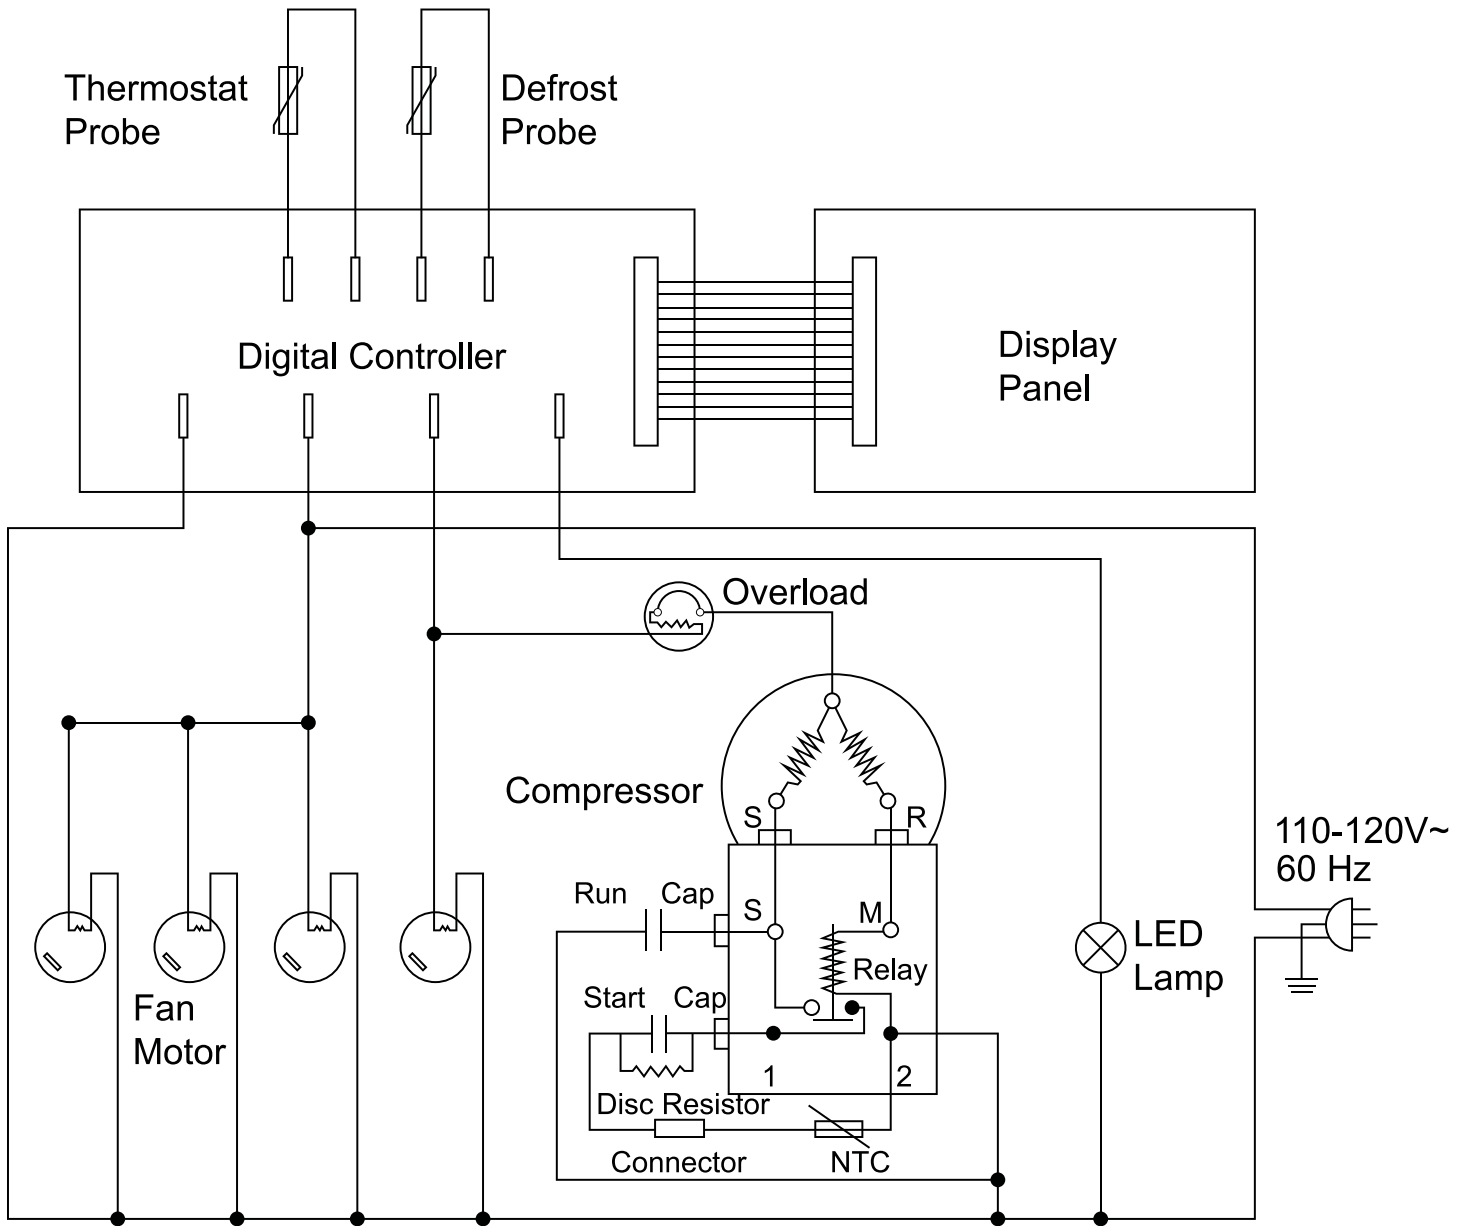 Thermostat
Probe
Defrost
Probe
Digital Controller
Display
Panel
Overload
Compressor
S
R
110-120V~
60 Hz
Run Cap
S
M
LED
Lamp
Relay
Start Cap
Fan
Motor
1
2
Disc Resistor
Connector
NTC